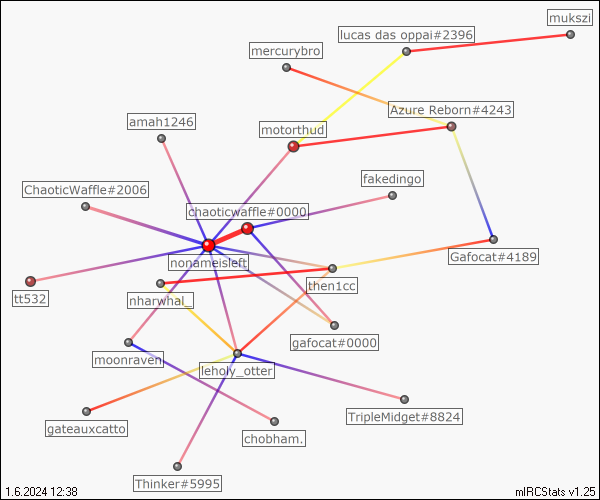 mukszi
lucas das oppai#2396
mercurybro
Azure Reborn#4243
amah1246
motorthud
fakedingo
ChaoticWaffle#2006
chaoticwaffle#0000
Gafocat#4189
nonameisleft
then1cc
tt532
nharwhal_
gafocat#0000
moonraven
leholy_otter
TripleMidget#8824
gateauxcatto
chobham.
Thinker#5995
1.6.2024 12:38
mIRCStats v1.25